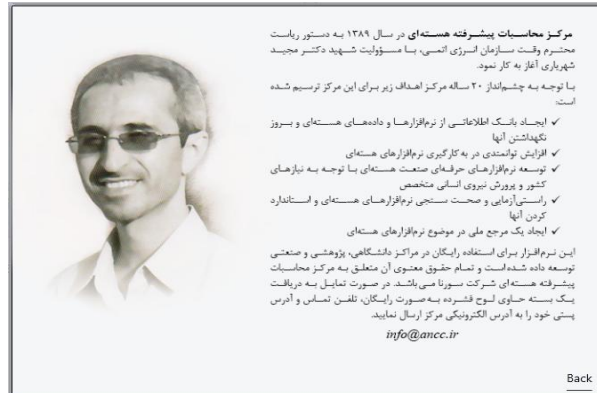 مرکز محاسبات پیشرفته هسته‌ای در سال ۱۳۸۹ به دستور ریاست
محترم وقت سازمان انرژی اتمی، با مسؤولیت شهید دکتر مجید
شهریاری آغاز به کار نمود.
با توجه به چشم‌انداز ۲۰ ساله مرکز اهداف زیر برای این مرکز ترسیم شده
است:
✓ ایجاد بانک اطلاعاتی از نرم‌افزارها و داده‌های هسته‌ای و بروز
نگهداشتن آنها
✓ افزایش توانمندی در به کارگیری نرم‌افزارهای هسته‌ای
✓ توسعه نرم‌افزارهای حرفه‌ای صنعت هسته‌ای با توجه به نیازهای
کشور و پرورش نیروی انسانی متخصص
✓ راستی‌آزمایی و صحت سنجی نرم‌افزارهای هسته‌ای و استاندارد
کردن آنها
✓ ایجاد یک مرجع ملی در موضوع نرم‌افزارهای هسته‌ای
این نرم‌افزار برای استفاده رایگان در مراکز دانشگاهی، پژوهشی و صنعتی
توسعه داده شده است و تمام حقوق معنوی آن متعلق به مرکز محاسبات
پیشرفته هسته‌ای شرکت سورنا می باشد. در صورت تمایل به دریافت
یک بسته حاوی لوح فشرده به صورت رایگان، تلفن تماس و آدرس
پستی خود را به آدرس الکترونیکی مرکز ارسال نمایید.
info@ancc.ir
Back